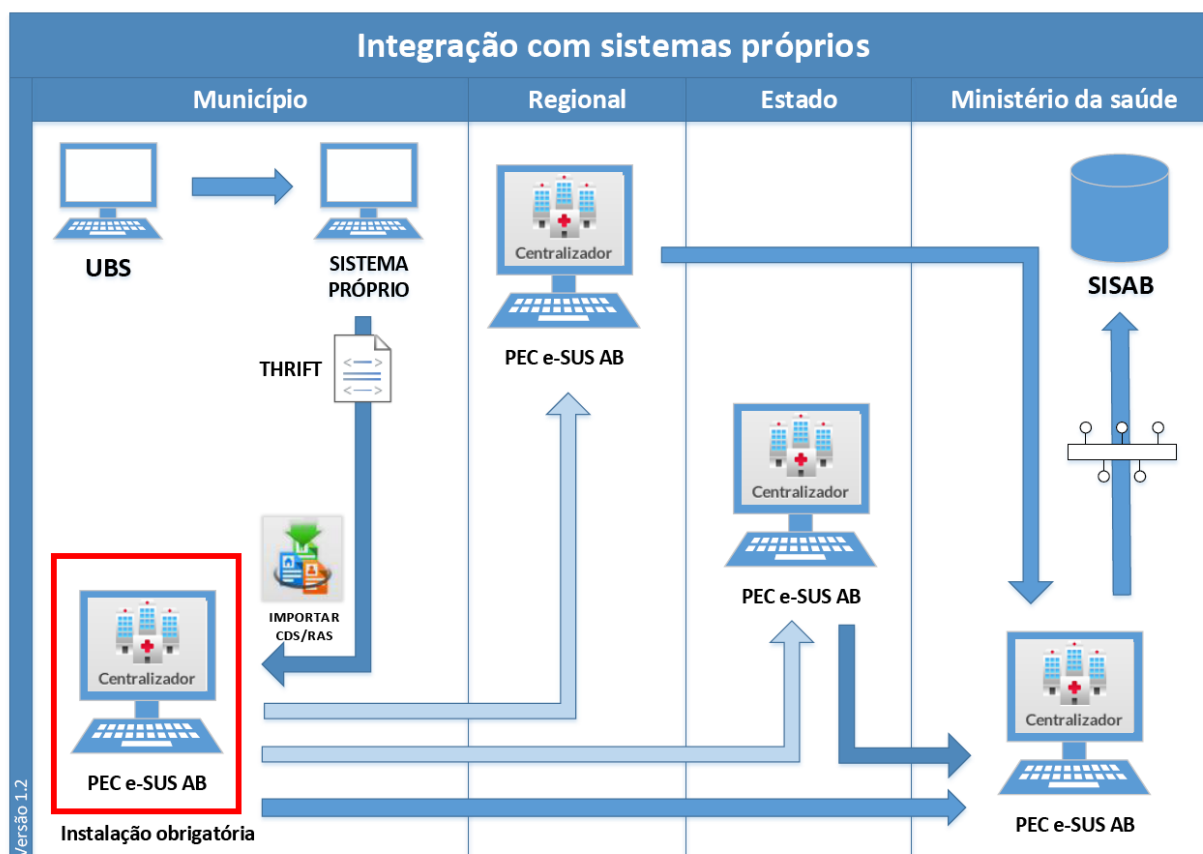 Integração com sistemas próprios
Município
Regional
Estado
Ministério da saúde
UBS
SISTEMA
PRÓPRIO
THRIFT
IMPORTAR
CDS/RAS
Centralizador
PEC e-SUS AB
Instalação obrigatória
Centralizador
PEC e-SUS AB
Centralizador
PEC e-SUS AB
SISAB
Centralizador
PEC e-SUS AB
Versão 1.2